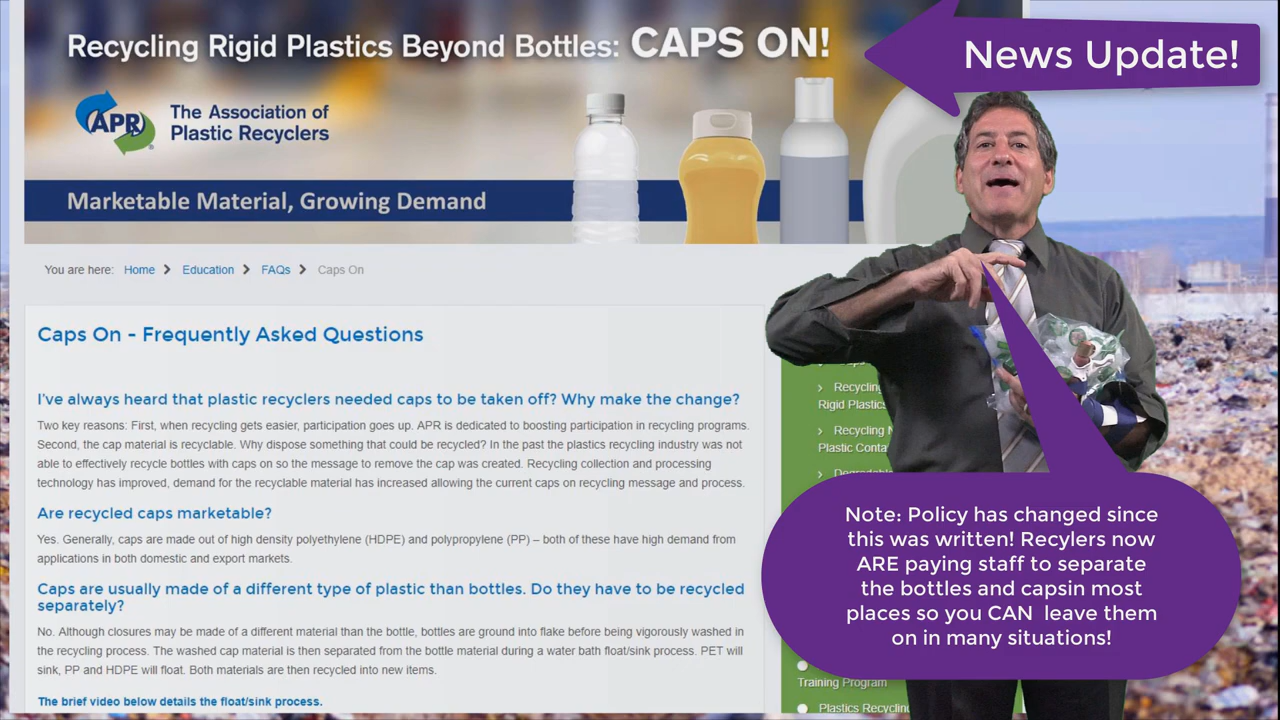 Recycling Rigid Plastics Beyond Bottles: CAPS ON!
News Update!
APR
The Association of
Plastic Recyclers
Marketable Material, Growing Demand
You are here: Home > Education > FAQs > Caps On
Caps On - Frequently Asked Questions
I've always heard that plastic recyclers needed caps to be taken off? Why make the change?
Two key reasons: First, when recycling gets easier, participation goes up. APR is dedicated to boosting participation in recycling programs.
Second, the cap material is recyclable. Why dispose something that could be recycled? In the past the plastics recycling industry was not
able to effectively recycle bottles with caps on so the message to remove the cap was created. Recycling collection and processing
technology has improved, demand for the recyclable material has increased allowing the current caps on recycling message and process.
Are recycled caps marketable?
Yes. Generally, caps are made out of high density polyethylene (HDPE) and polypropylene (PP) – both of these have high demand from
applications in both domestic and export markets.
Caps are usually made of a different type of plastic than bottles. Do they have to be recycled
separately?
No. Although closures may be made of a different material than the bottle, bottles are ground into flake before being vigorously washed in
the recycling process. The washed cap material is then separated from the bottle material during a water bath float/sink process. PET will
sink, PP and HDPE will float. Both materials are then recycled into new items.
The brief video below details the float/sink process.
> Recycling
Rigid Plastics
> Recycling
Plastic
Note: Policy has changed since
this was written! Recylers now
ARE paying staff to separate
the bottles and capsin most
places so you CAN leave them
on in many situations!
Training Program
Plastics